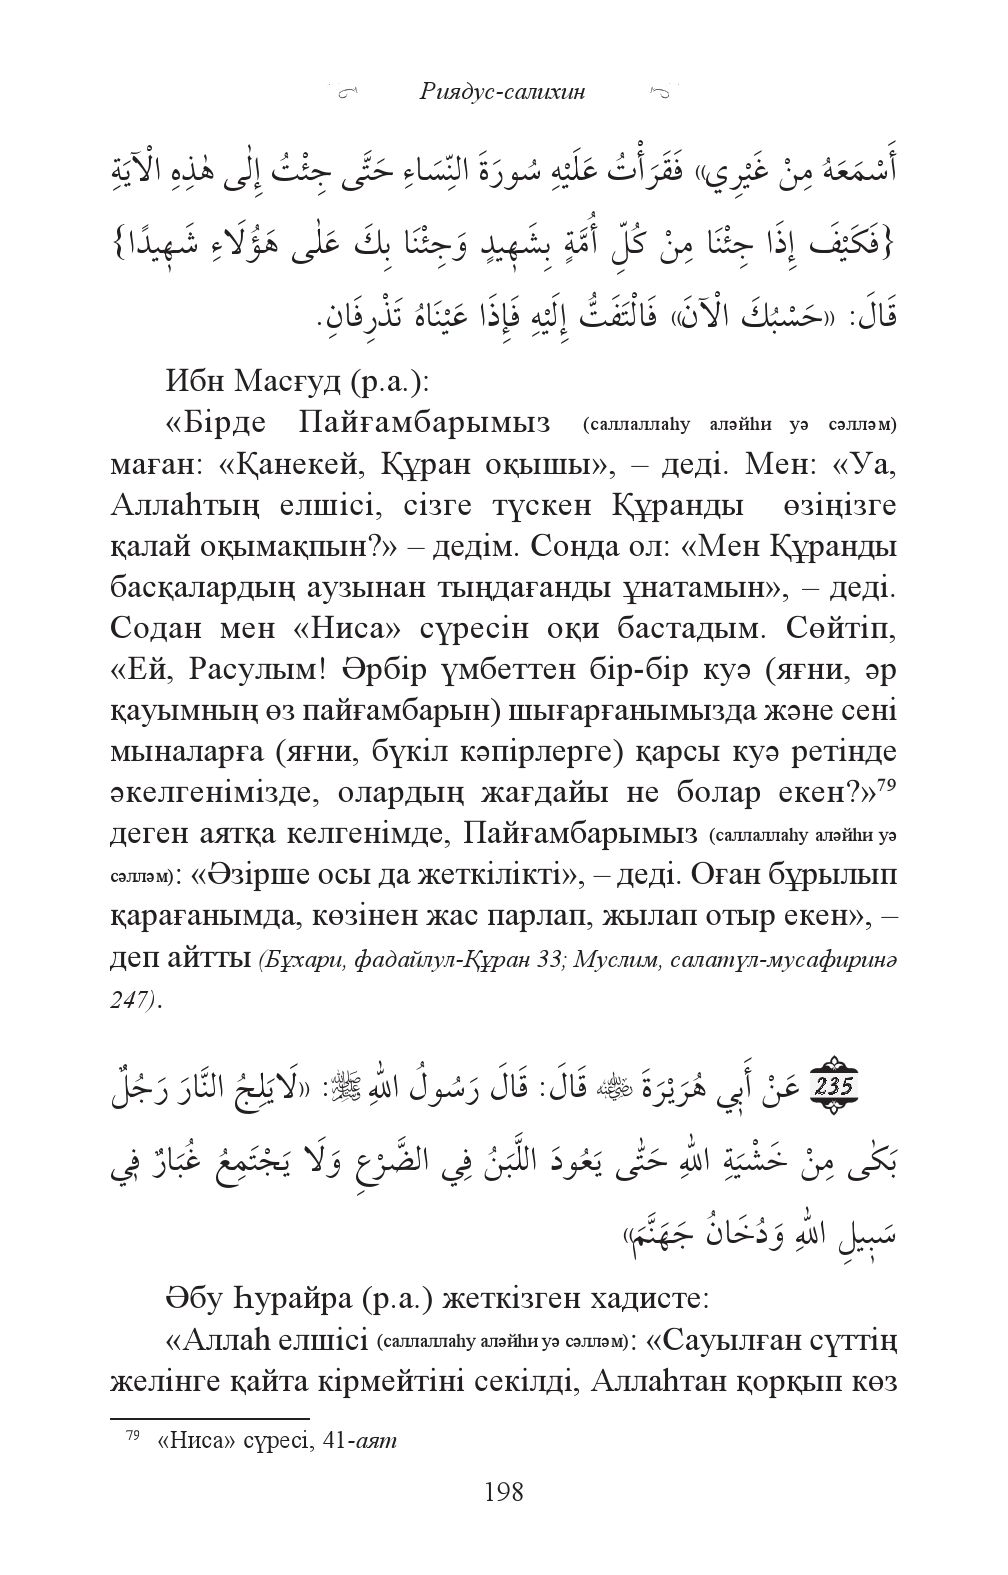 Риядус-салихин
أَسْمَعَهُ مِنْ غَيْرِي» فَقَرَأْتُ عَلَيْهِ سُورَةَ النِّسَاءِ حَتَّى جِئْتُ إِلٰى هٰذِهِ الْآيَةِ
{فَكَيْفَ إِذَا جِئْنَا مِنْ كُلِّ أُمَّةٍ بِشَهِيدٍ وَجِئْنَا بِكَ عَلٰى هَؤُلَاءِ شَهِيدًا}
قَالَ: «حَسْبُكَ الْآنَ» فَالْتَفَتُّ إِلَيْهِ فَإِذَا عَيْنَاهُ تَذْرِفَانِ.
Ибн Масғуд (р.а.):
«Бірде Пайғамбарымыз (саллаллаһу аләйһи уә сәлләм)
маған: «Қанекей, Құран оқышы», – деді. Мен: «Уа,
Аллаһтың елшісі, сізге түскен Құранды өзіңізге
қалай оқымақпын?» – дедім. Сонда ол: «Мен Құранды
басқалардың аузынан тыңдағанды ұнатамын», – деді.
Содан мен «Ниса» сүресін оқи бастадым. Сөйтіп,
«Ей, Расулым! Әрбір үмбеттен бір-бір куә (яғни, әр
қауымның өз пайғамбарын) шығарғанымызда және сені
мыналарға (яғни, бүкіл кәпірлерге) қарсы куә ретінде
әкелгенімізде, олардың жағдайы не болар екен?»79
деген аятқа келгенімде, Пайғамбарымыз (саллаллаһу аләйһи уә
сәлләм): «Әзірше осы да жеткілікті», – деді. Оған бұрылып
қарағанымда, көзінен жас парлап, жылап отыр екен», –
деп айтты (Бұхари, фадайлул-Құран 33; Муслим, салатүл-мусафиринә
247).
235 عَنْ أَبِي هُرَيْرَةَ ؓ قَالَ: قَالَ رَسُولُ اللهِ ﷺ: «لَايَلِجُ النَّارَ رَجُلٌ
بَكٰى مِنْ خَشْيَةِ اللهِ حَتّٰى يَعُودَ اللَّبَنُ فِي الضَّرْعِ وَلَا يَجْتَمِعُ غُبَارٌ فِي
سَبِيلِ اللهِ وَدُخَانُ جَهَنَّمَ»
Әбу Һурайра (р.а.) жеткізген хадисте:
«Аллаһ елшісі (саллаллаһу аләйһи уә сәлләм): «Сауылған сүттің
желінге қайта кірмейтіні секілді, Аллаһтан қорқып көз
79 «Ниса» сүресі, 41-аят
198